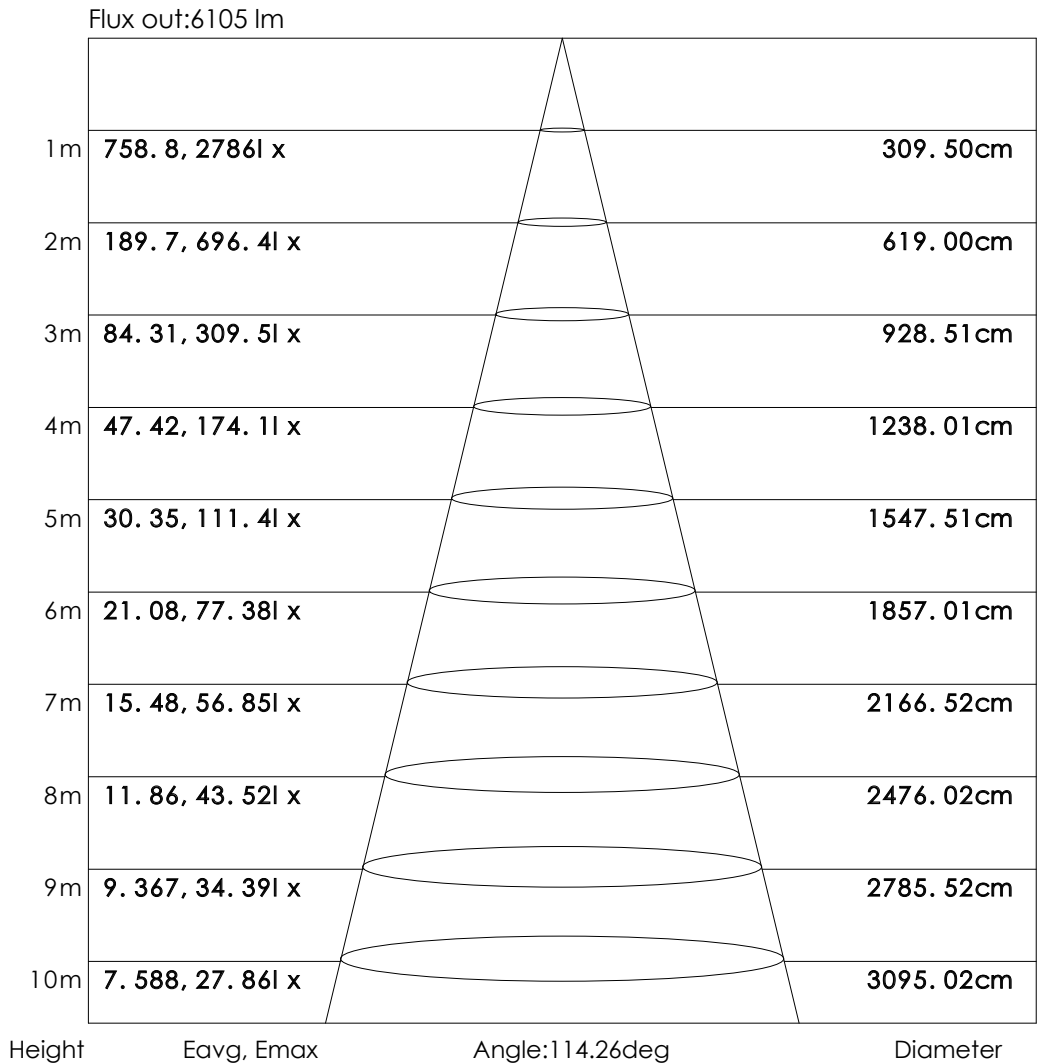 Flux out:6105 lm
1m 758. 8, 2786l x 309. 50cm
2m 189. 7, 696. 4l x 619. 00cm
3m 84. 31, 309. 5l x 928. 51cm
4m 47. 42, 174. 1l x 1238. 01cm
5m 30. 35, 111. 4l x 1547. 51cm
6m 21. 08, 77. 38l x 1857. 01cm
7m 15. 48, 56. 85l x 2166. 52cm
8m 11. 86, 43. 52l x 2476. 02cm
9m 9. 367, 34. 39l x 2785. 52cm
10m 7. 588, 27. 86l x 3095. 02cm
Height Eavg, Emax Angle:114.26deg Diameter